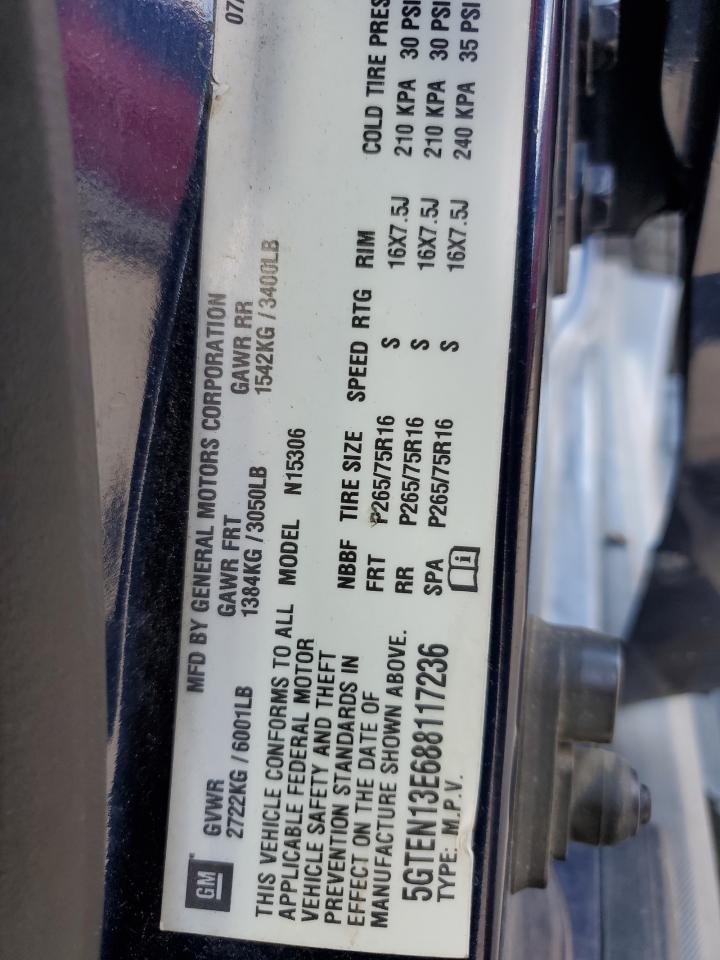 GM
MFD BY GENERAL MOTORS CORPORATION 07
GVWR GAWR FRT GAWR RR
2722KG / 6001LB 1384KG / 3050LB 1542KG / 3400LB
THIS VEHICLE CONFORMS TO ALL
APPLICABLE FEDERAL MOTOR
VEHICLE SAFETY AND THEFT
PREVENTION STANDARDS IN
EFFECT ON THE DATE OF
MANUFACTURE SHOWN ABOVE.
5GTEN13E688117236
TYPE: M.P.V.
MODEL N15306
NBBF TIRE SIZE SPEED RTG RIM COLD TIRE PRES
FRT P265/75R16 S 16X7.5J 210 KPA 30 PSI
RR P265/75R16 S 16X7.5J 210 KPA 30 PSI
SPA P265/75R16 S 16X7.5J 240 KPA 35 PSI